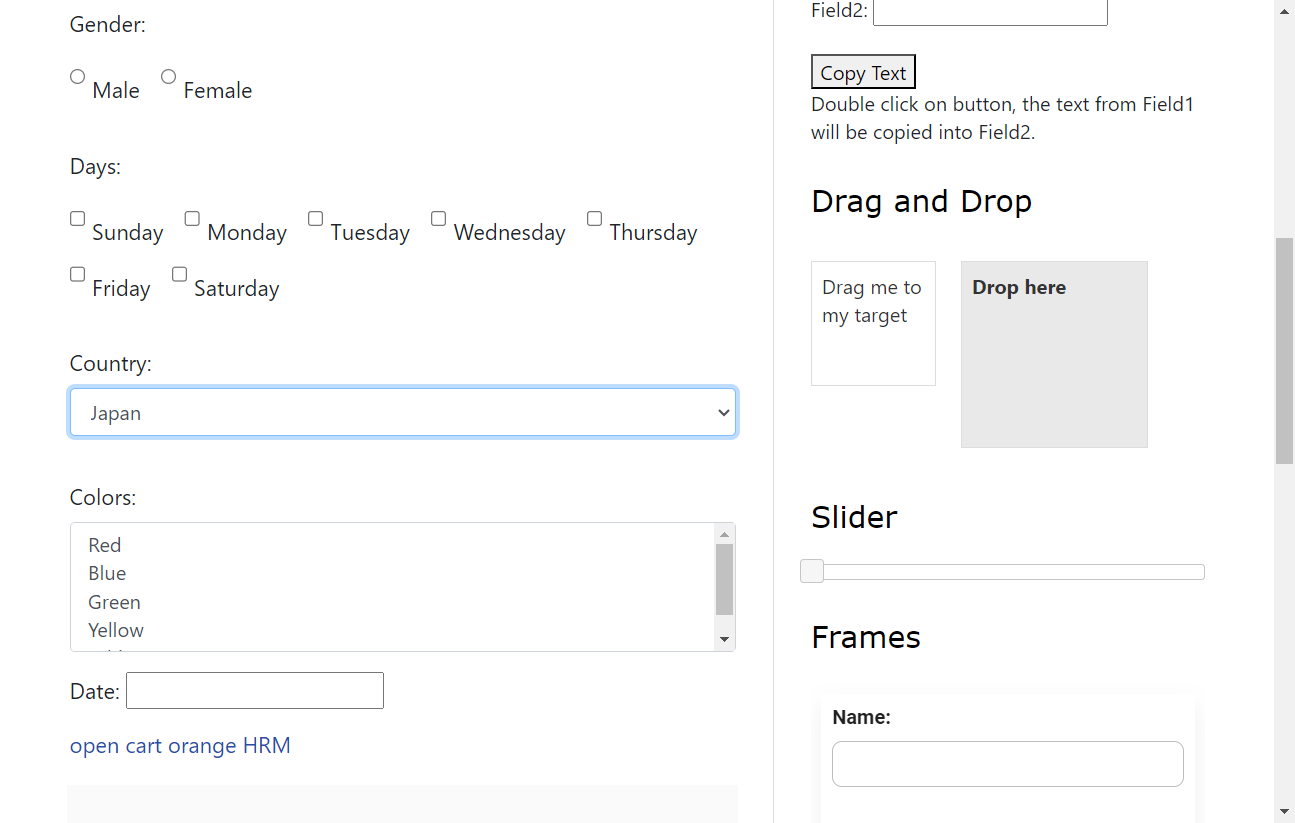 Gender:
Male Female
Days:
Sunday Monday Tuesday Wednesday Thursday
Friday Saturday
Country:
Japan
Colors:
Red
Blue
Green
Yellow
Date:
open cart orange HRM
Field2:
Copy Text
Double click on button, the text from Field1
will be copied into Field2.
Drag and Drop
Drag me to
my target
Drop here
Slider
Frames
Name: